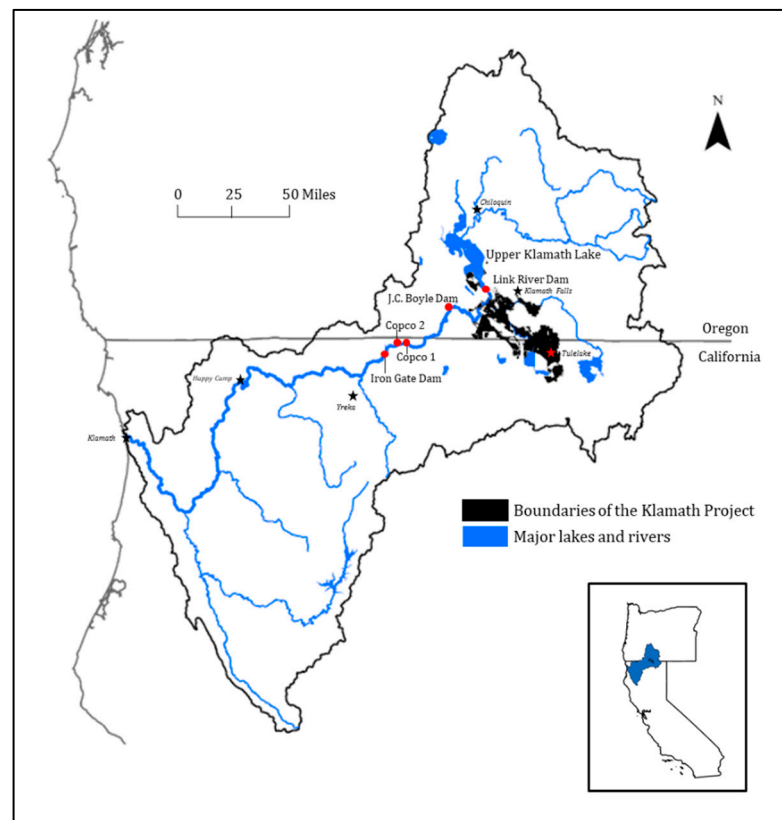 N
0 25 50 Miles
Chiloquin
Upper Klamath Lake
Link River Dam
Klamath Falls
J.C. Boyle Dam
Copco 2
Oregon
California
Copco 1
Tulelake
Iron Gate Dam
Happy Camp
Yreka
Klamath
Boundaries of the Klamath Project
Major lakes and rivers